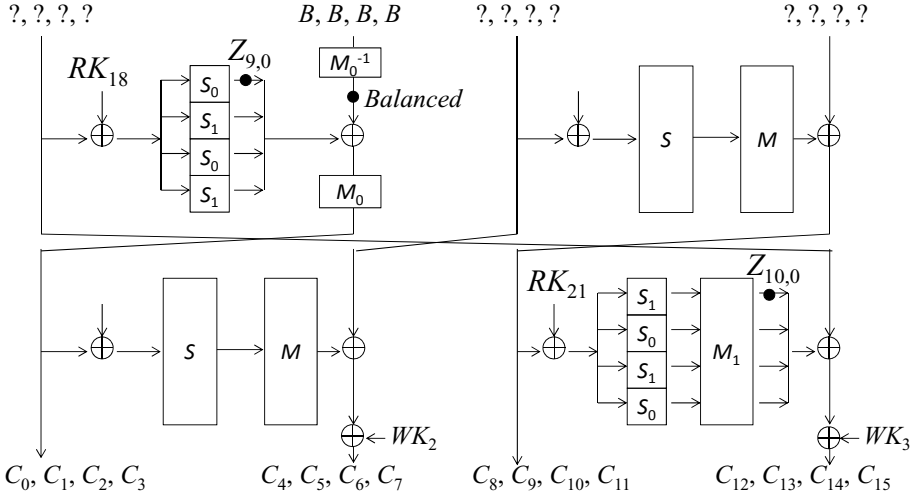 ?, ?, ?, ? B, B, B, B ?, ?, ?, ? ?, ?, ?, ?
Z9,0
M0-1
RK18
S0
Balanced
S1
S M
S0
S1
M0
Z10,0
RK21
S1
S0
S M M1
S1
S0
WK2 WK3
C0, C1, C2, C3 C4, C5, C6, C7 C8, C9, C10, C11 C12, C13, C14, C15